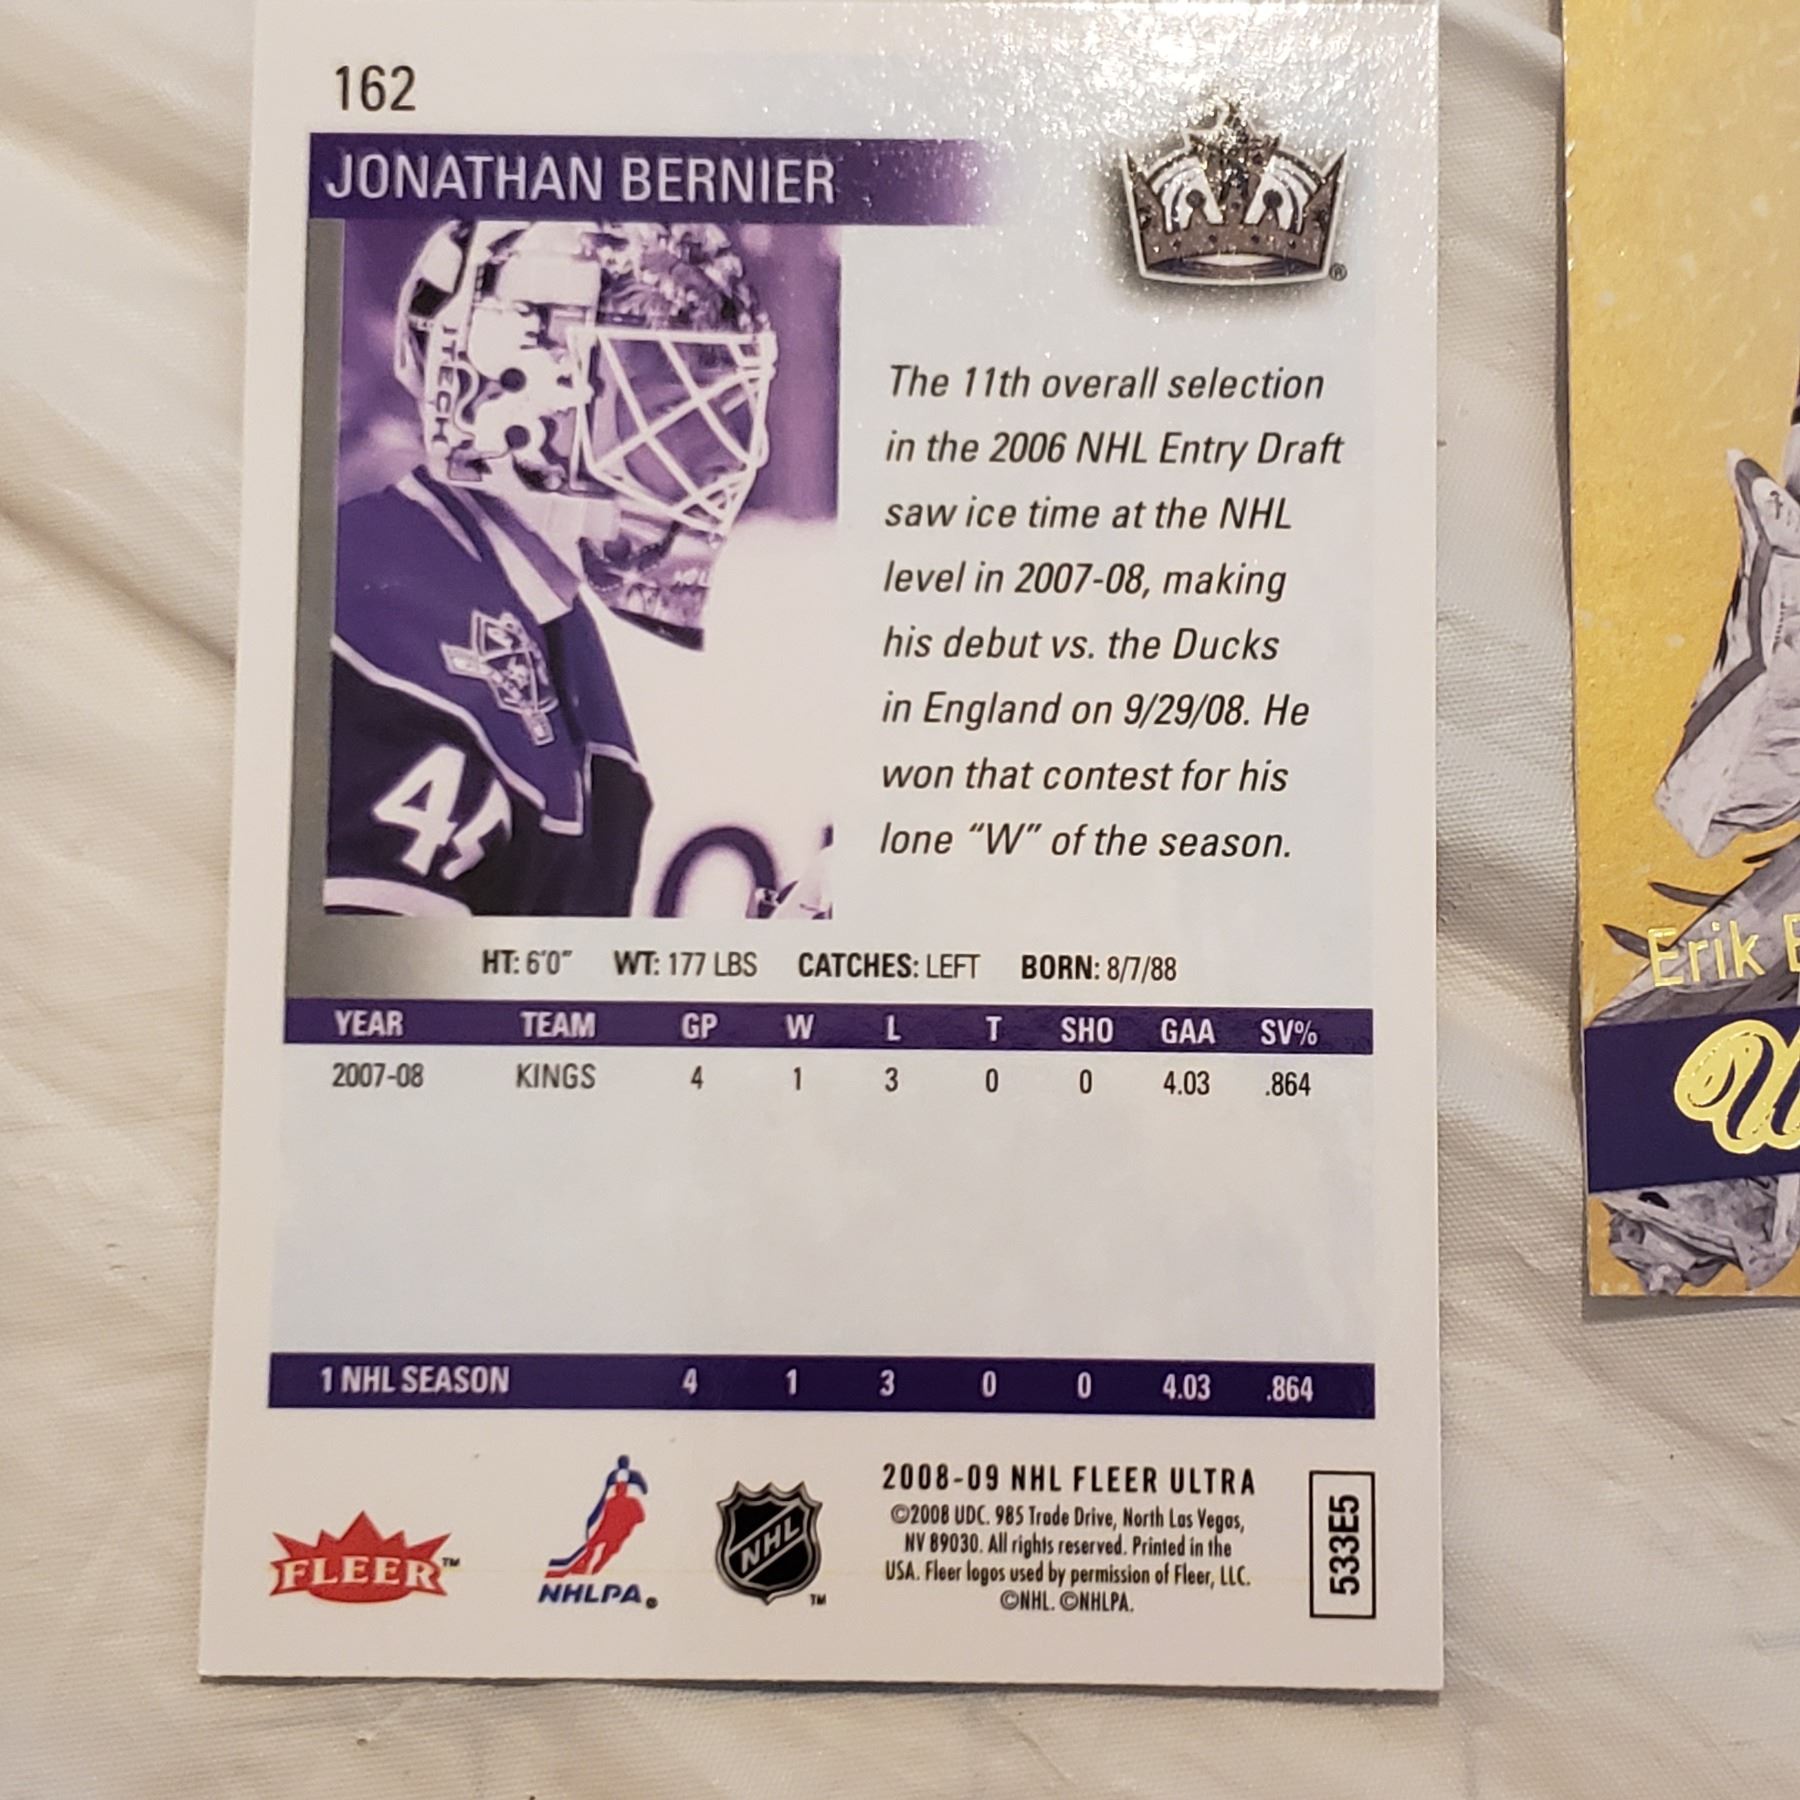 162
JONATHAN BERNIER
®
ITECH
45
The 11th overall selection
in the 2006 NHL Entry Draft
saw ice time at the NHL
level in 2007-08, making
his debut vs. the Ducks
in England on 9/29/08. He
won that contest for his
lone “W” of the season.
HT: 6'0" WT: 177 LBS CATCHES: LEFT BORN: 8/7/88
YEAR TEAM GP W L T SHO GAA SV%
2007-08 KINGS 4 1 3 0 0 4.03 .864
1 NHL SEASON 4 1 3 0 0 4.03 .864
FLEER™
NHLPA®
NHL™
2008-09 NHL FLEER ULTRA
©2008 UDC. 985 Trade Drive, North Las Vegas,
NV 89030. All rights reserved. Printed in the
USA. Fleer logos used by permission of Fleer, LLC.
©NHL. ©NHLPA.
533E5
Erik